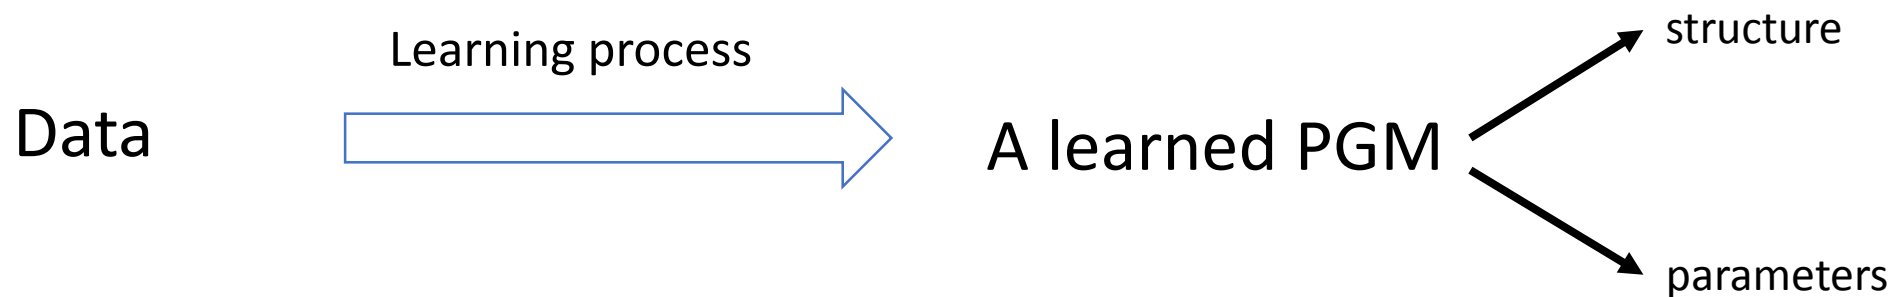 Learning process
Data
A learned PGM
structure
parameters